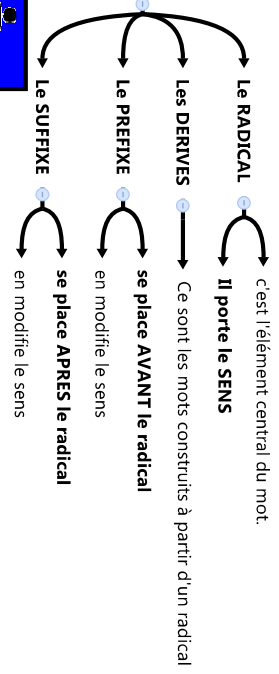 Le RADICAL
c'est l'élément central du mot.
Il porte le SENS
Les DERIVES
Ce sont les mots construits à partir d'un radical
Le PREFIXE
se place AVANT le radical
en modifie le sens
Le SUFFIXE
se place APRES le radical
en modifie le sens